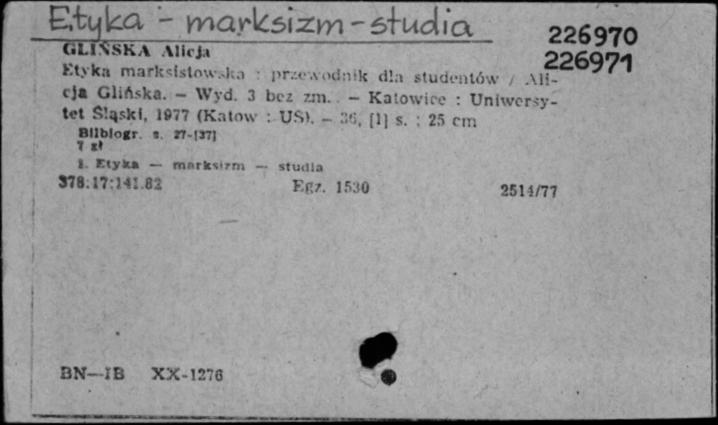 Etyka - marksizm - studia
226970
226971
GLIŃSKA Alicja
Etyka marksistowska : przewodnik dla studentów / Ali-
cja Glińska. — Wyd. 3 bez zm. . — Katowice : Uniwersy-
tet Śląski, 1977 (Katow : UŚ). — 36, [1] s. ; 25 cm
Bilbiogr. s. 27-[37]
7 zł
1. Etyka — marksizm — studia
378:17:141.82 Egz. 1530 2514/77
BN—IB XX-1276